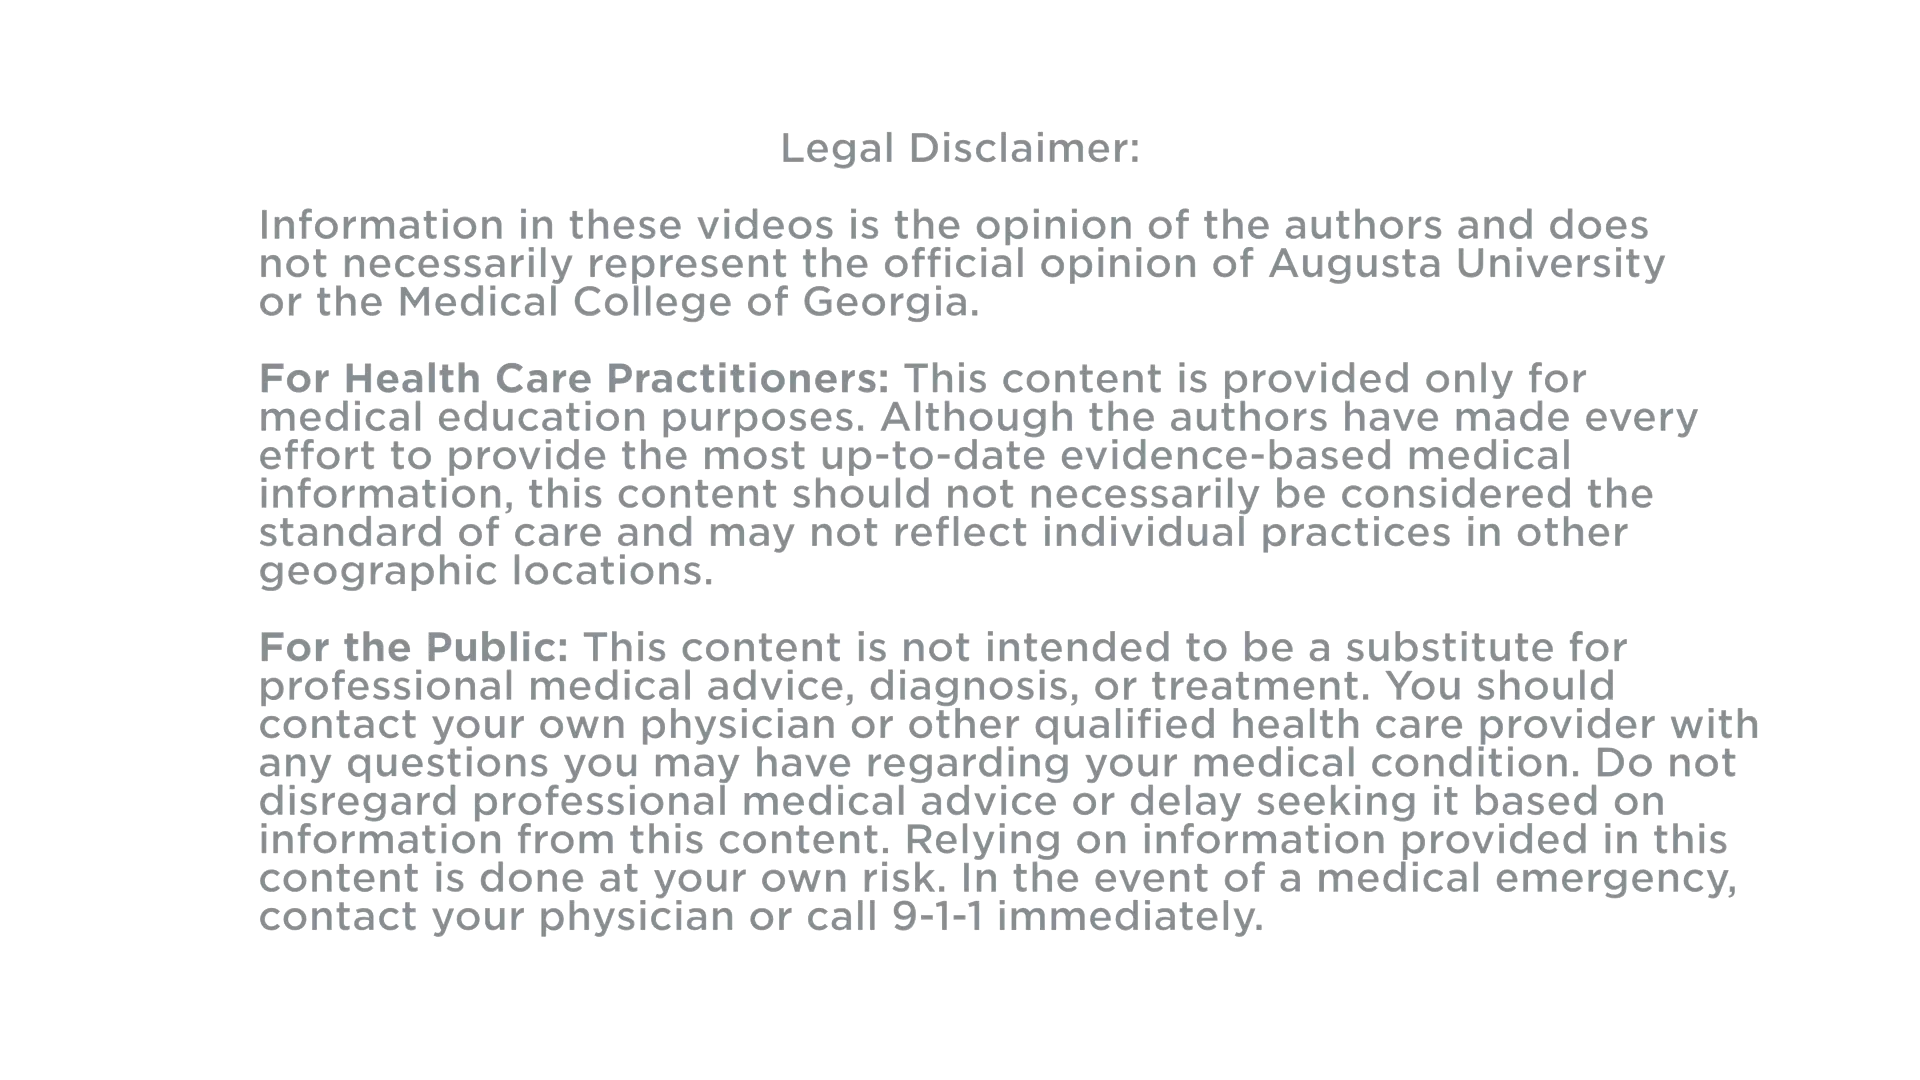 Legal Disclaimer:
Information in these videos is the opinion of the authors and does
not necessarily represent the official opinion of Augusta University
or the Medical College of Georgia.
For Health Care Practitioners: This content is provided only for
medical education purposes. Although the authors have made every
effort to provide the most up-to-date evidence-based medical
information, this content should not necessarily be considered the
standard of care and may not reflect individual practices in other
geographic locations.
For the Public: This content is not intended to be a substitute for
professional medical advice, diagnosis, or treatment. You should
contact your own physician or other qualified health care provider with
any questions you may have regarding your medical condition. Do not
disregard professional medical advice or delay seeking it based on
information from this content. Relying on information provided in this
content is done at your own risk. In the event of a medical emergency,
contact your physician or call 9-1-1 immediately.